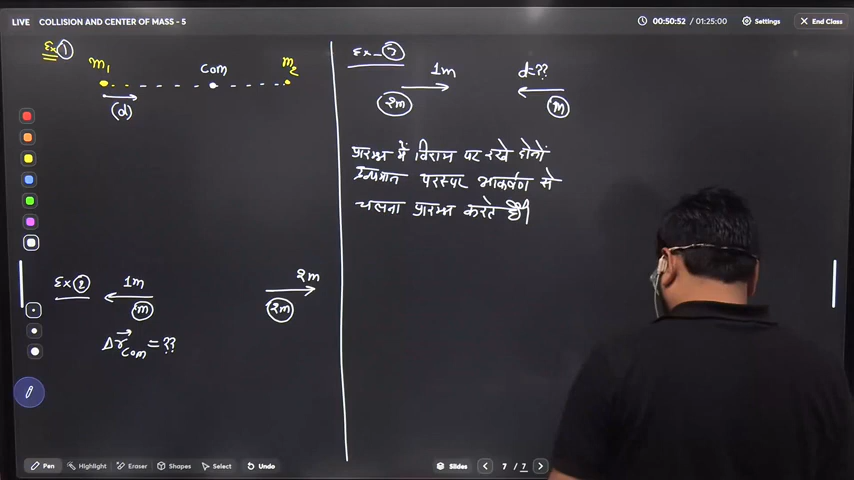 LIVE COLLISION AND CENTER OF MASS - 5
00:50:52 / 01:25:00 Settings End Class
Ex ①
m₁ com m₂
(d)
Ex ②
1m 2m
m 2m
Δr⃗com = ??
Ex - ③
1m d=??
2m m
प्रारम्भ में विराम पर रखे दोनों
द्रव्यमान परस्पर आकर्षण से
चलना प्रारम्भ करते हैं।
Pen Highlight Eraser Shapes Select Undo Slides 7 / 7